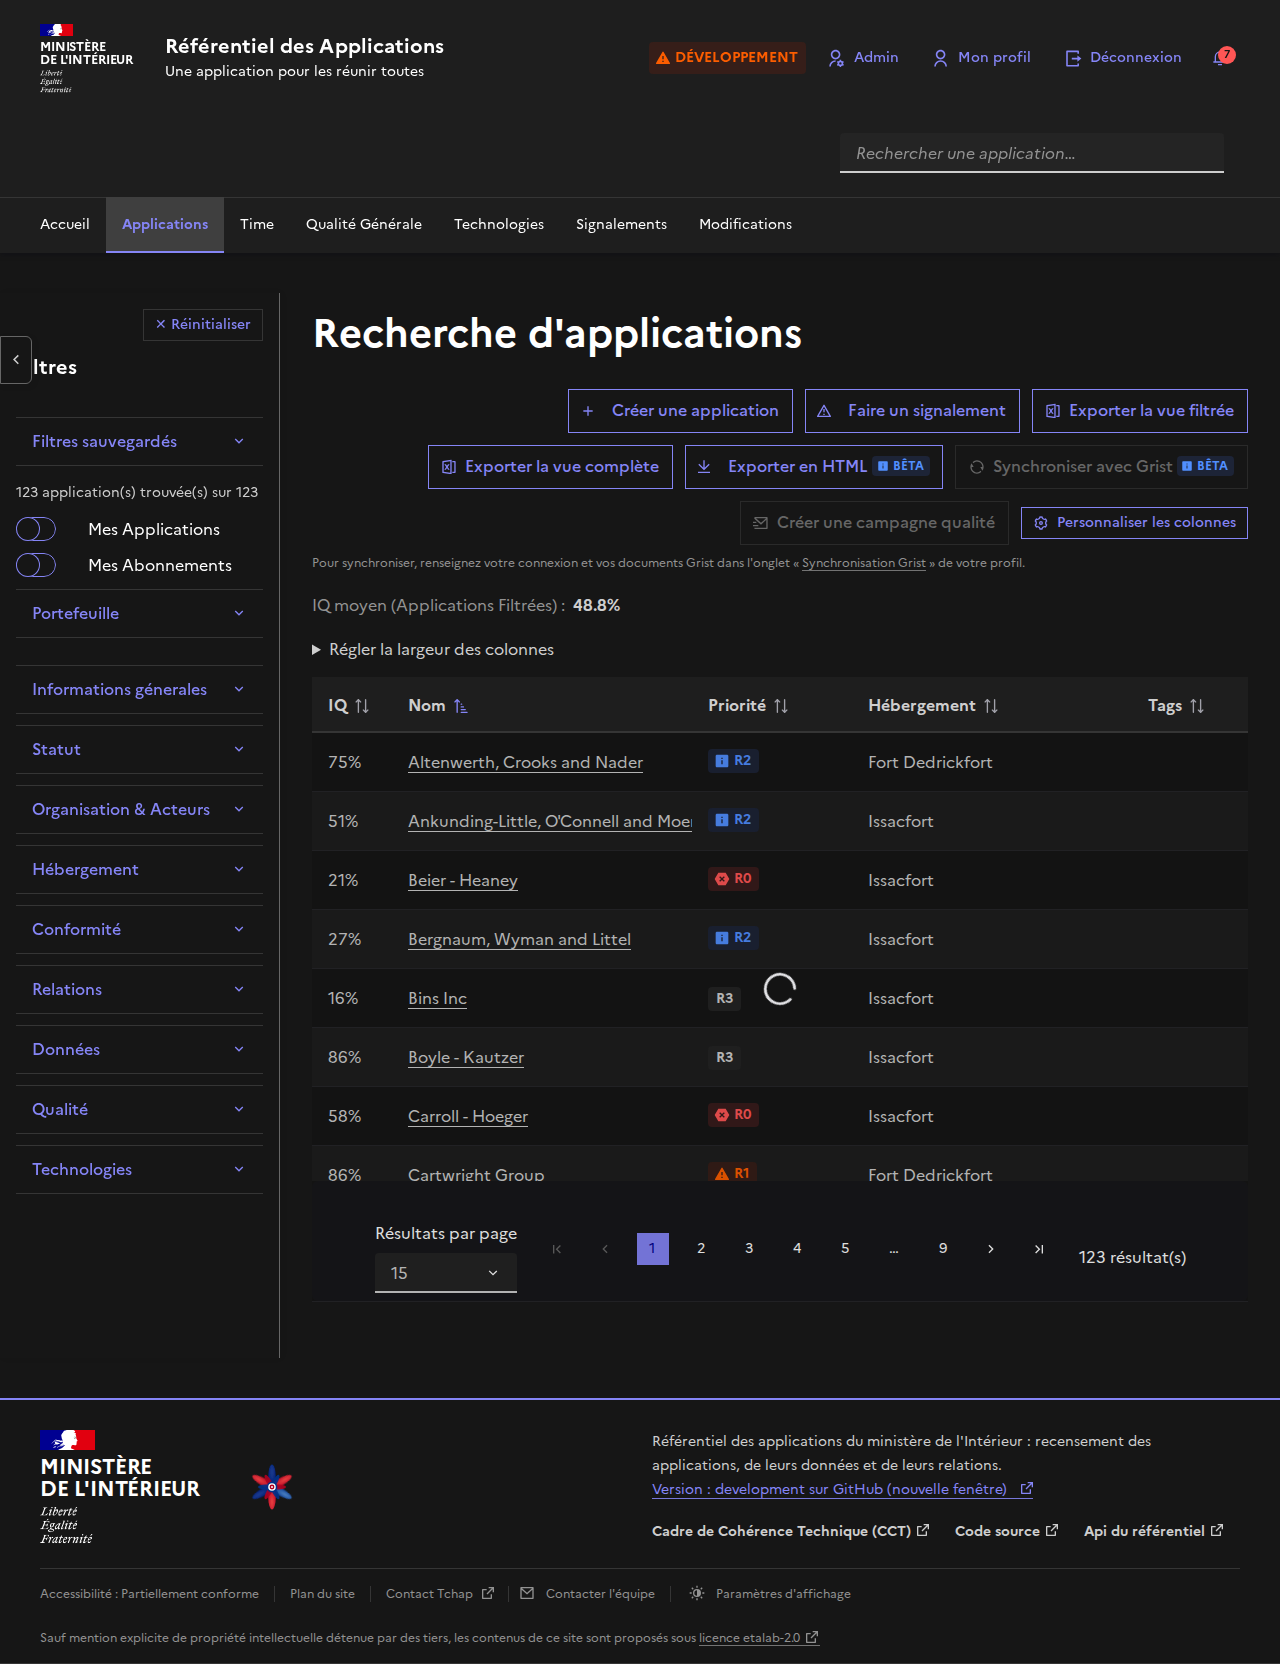 MINISTÈRE
DE L'INTÉRIEUR
Liberté
Égalité
Fraternité
Référentiel des Applications
Une application pour les réunir toutes
DÉVELOPPEMENT
Admin
Mon profil
Déconnexion
7
Rechercher une application...
Accueil
Applications
Time
Qualité Générale
Technologies
Signalements
Modifications
Réinitialiser
ltres
Filtres sauvegardés
123 application(s) trouvée(s) sur 123
Mes Applications
Mes Abonnements
Portefeuille
Informations génerales
Statut
Organisation & Acteurs
Hébergement
Conformité
Relations
Données
Qualité
Technologies
Recherche d'applications
Créer une application
Faire un signalement
Exporter la vue filtrée
Exporter la vue complète
Exporter en HTML BÊTA
Synchroniser avec Grist BÊTA
Créer une campagne qualité
Personnaliser les colonnes
Pour synchroniser, renseignez votre connexion et vos documents Grist dans l'onglet « Synchronisation Grist » de votre profil.
IQ moyen (Applications Filtrées) : 48.8%
Régler la largeur des colonnes
IQ Nom Priorité Hébergement Tags
75% Altenwerth, Crooks and Nader R2 Fort Dedrickfort
51% Ankunding-Little, O'Connell and Moer R2 Issacfort
21% Beier - Heaney R0 Issacfort
27% Bergnaum, Wyman and Littel R2 Issacfort
16% Bins Inc R3 Issacfort
86% Boyle - Kautzer R3 Issacfort
58% Carroll - Hoeger R0 Issacfort
86% Cartwright Group R1 Fort Dedrickfort
Résultats par page
15
1 2 3 4 5 … 9
123 résultat(s)
MINISTÈRE
DE L'INTÉRIEUR
Liberté
Égalité
Fraternité
Référentiel des applications du ministère de l'Intérieur : recensement des
applications, de leurs données et de leurs relations.
Version : development sur GitHub (nouvelle fenêtre)
Cadre de Cohérence Technique (CCT)
Code source
Api du référentiel
Accessibilité : Partiellement conforme
Plan du site
Contact Tchap
Contacter l'équipe
Paramètres d'affichage
Sauf mention explicite de propriété intellectuelle détenue par des tiers, les contenus de ce site sont proposés sous licence etalab-2.0